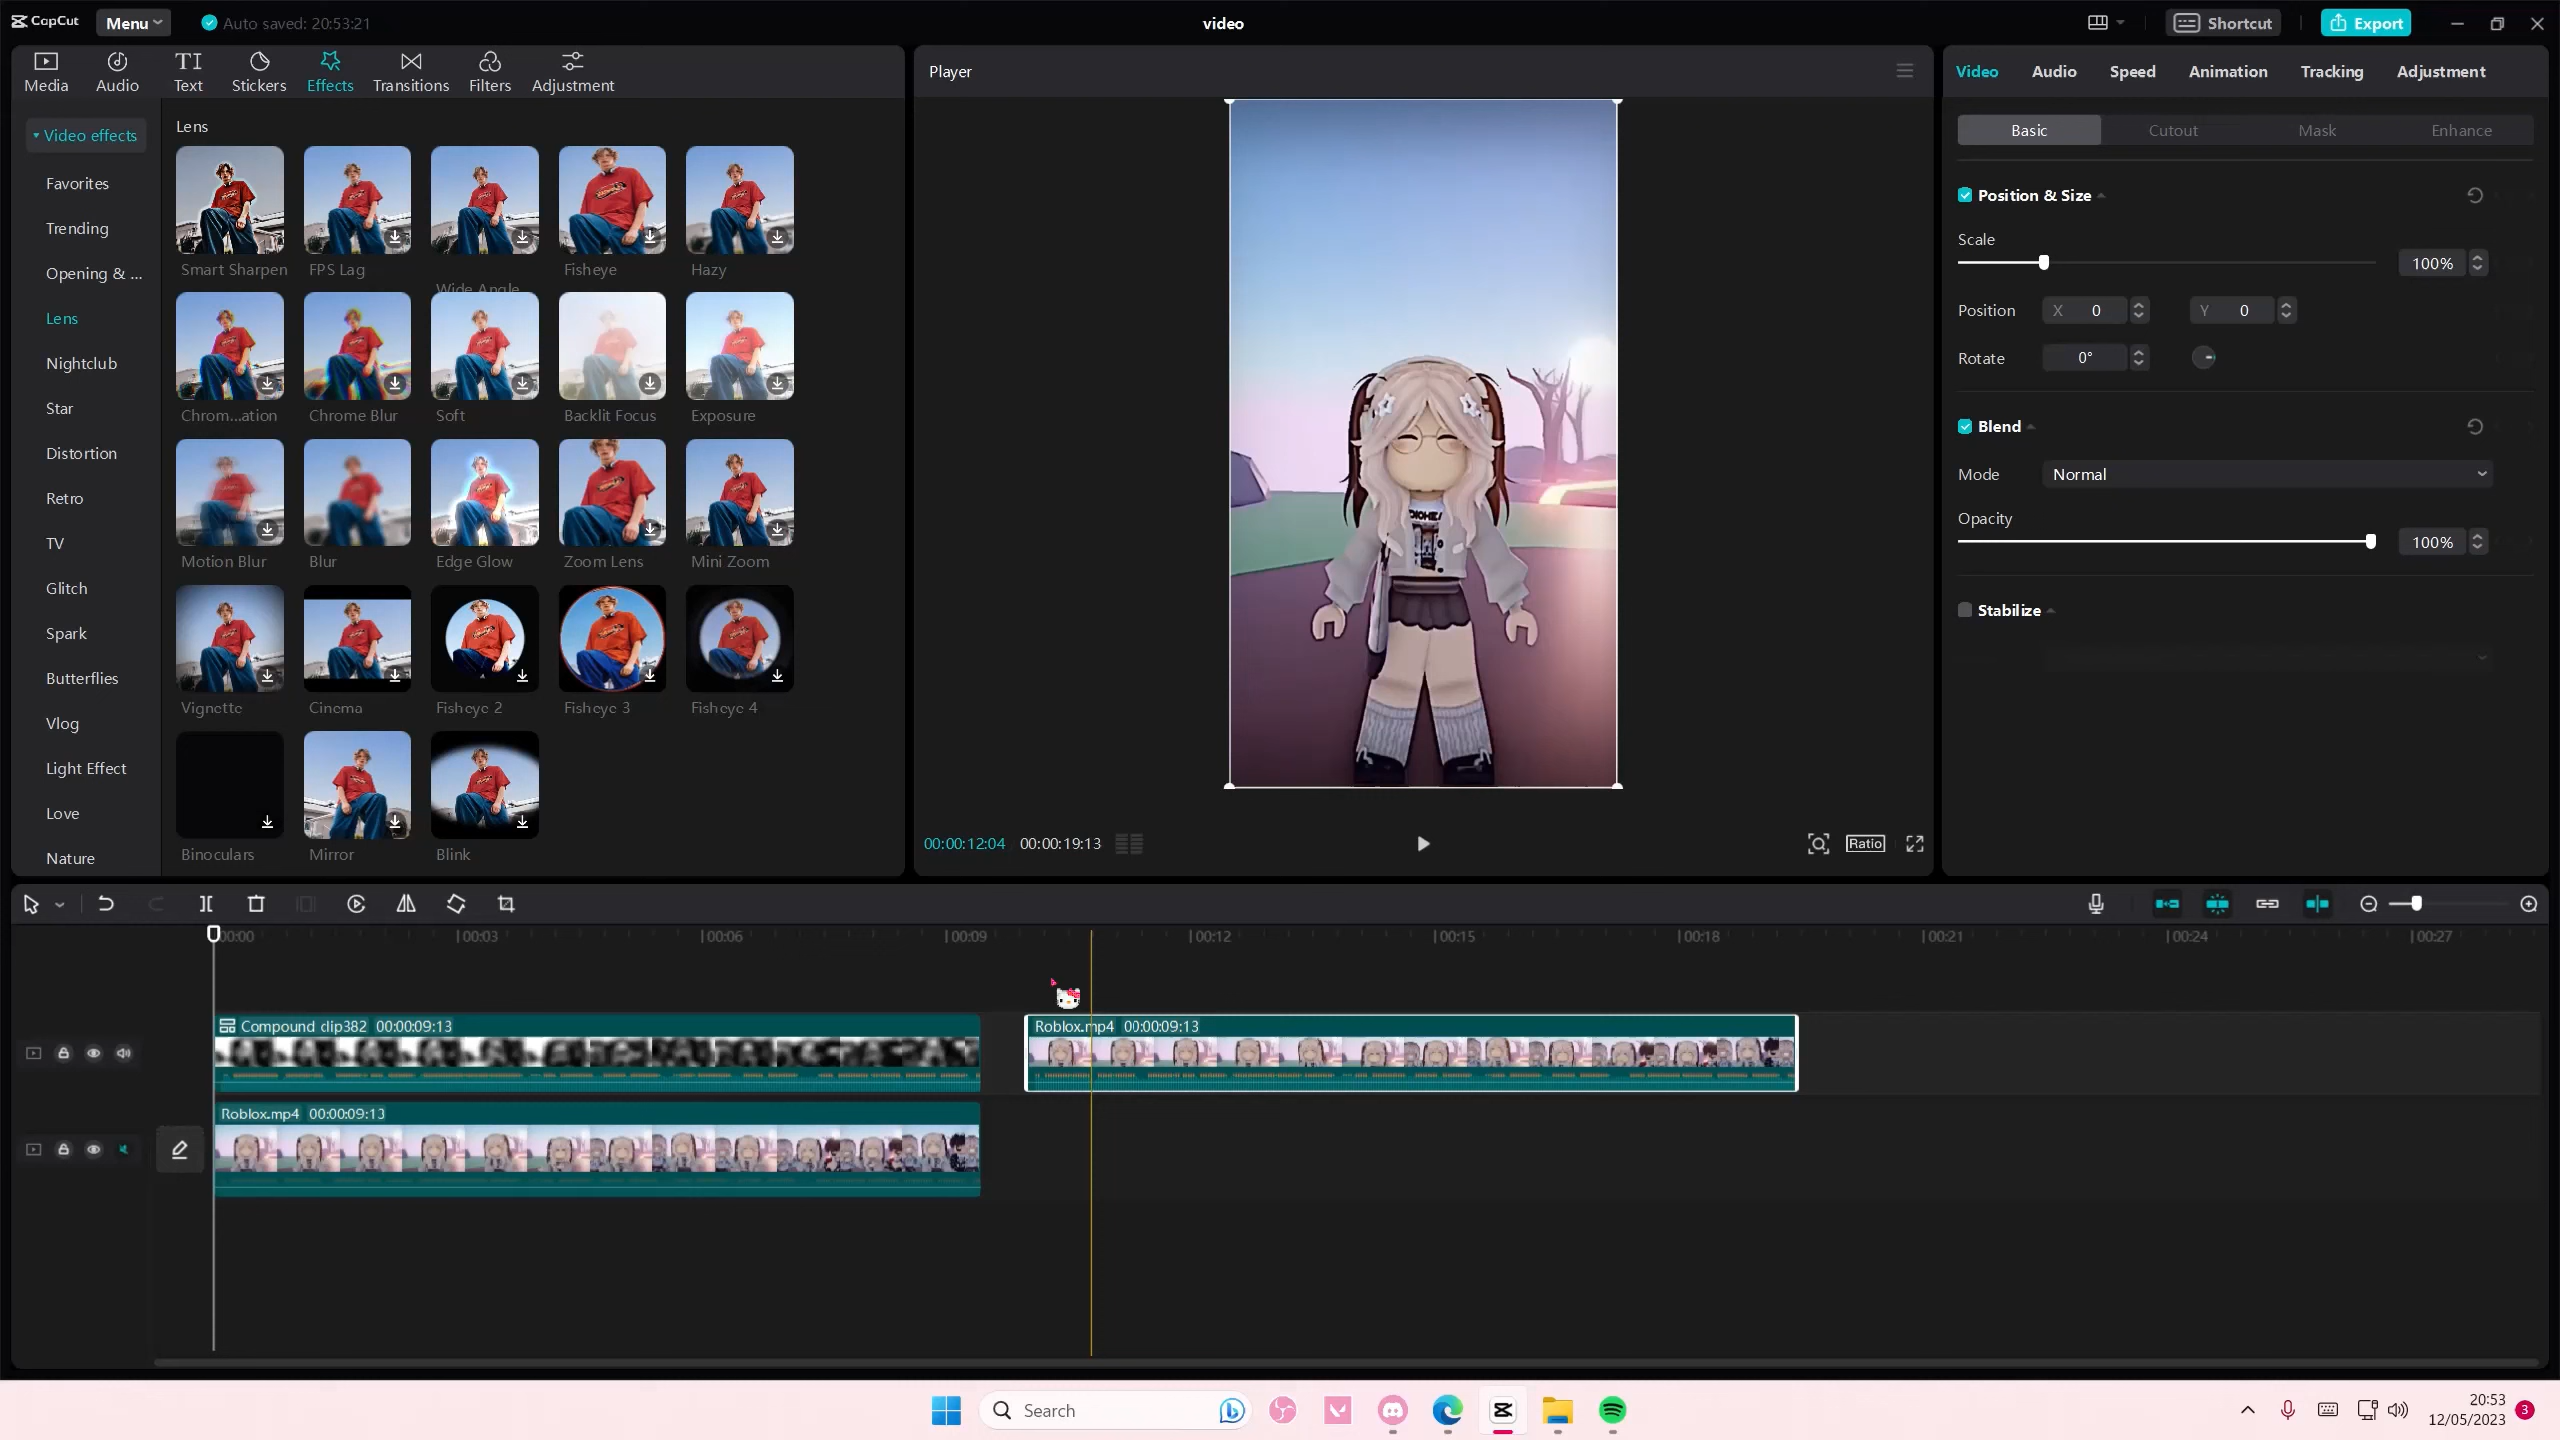 CapCut
Menu
Auto saved: 20:53:21
video
Shortcut
Export
Media
Audio
Text
Stickers
Effects
Transitions
Filters
Adjustment
Video effects
Favorites
Trending
Opening & ...
Lens
Nightclub
Star
Distortion
Retro
TV
Glitch
Spark
Butterflies
Vlog
Light Effect
Love
Nature
Lens
Smart Sharpen
FPS Lag
Wide Angle
Fisheye
Hazy
Chrom...ation
Chrome Blur
Soft
Backlit Focus
Exposure
Motion Blur
Blur
Edge Glow
Zoom Lens
Mini Zoom
Vignette
Cinema
Fisheye 2
Fisheye 3
Fisheye 4
Binoculars
Mirror
Blink
Player
00:00:12:04
00:00:19:13
Ratio
Video
Audio
Speed
Animation
Tracking
Adjustment
Basic
Cutout
Mask
Enhance
Position & Size
Scale
100%
Position
X 0
Y 0
Rotate
0°
Blend
Mode
Normal
Opacity
100%
Stabilize
00:00
00:03
00:06
00:09
00:12
00:15
00:18
00:21
00:24
00:27
Compound clip382 00:00:09:13
Roblox.mp4 00:00:09:13
Roblox.mp4 00:00:09:13
Search
20:53
12/05/2023
3